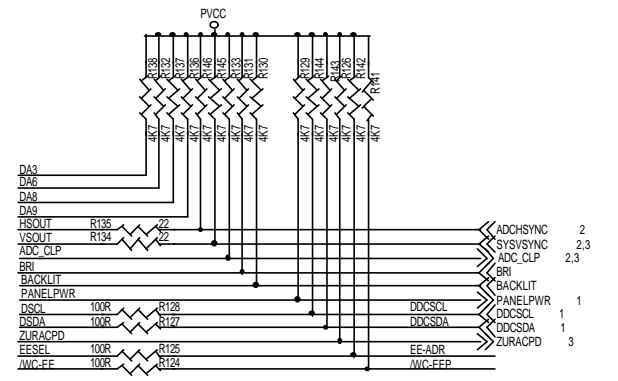 PVCC
R138 R132 R137 R136 R146 R145 R133 R131 R130 R129 R144 R143 R126 R142 R141
4K7 4K7 4K7 4K7 4K7 4K7 4K7 4K7 4K7 4K7 4K7 4K7 4K7 4K7 4K7
DA3
DA6
DA8
DA9
HSOUT R135 22 ADCHSYNC 2
VSOUT R134 22 SYSVSYNC 2,3
ADC_CLP ADC_CLP 2,3
BRI BRI
BACKLIT BACKLIT
PANELPWR PANELPWR 1
DSCL 100R R128 DDCSCL DDCSCL 1
DSDA 100R R127 DDCSDA DDCSDA 1
ZURACPD ZURACPD 3
EESEL 100R R125 EE-ADR
/WC-EE 100R R124 /WC-EEP